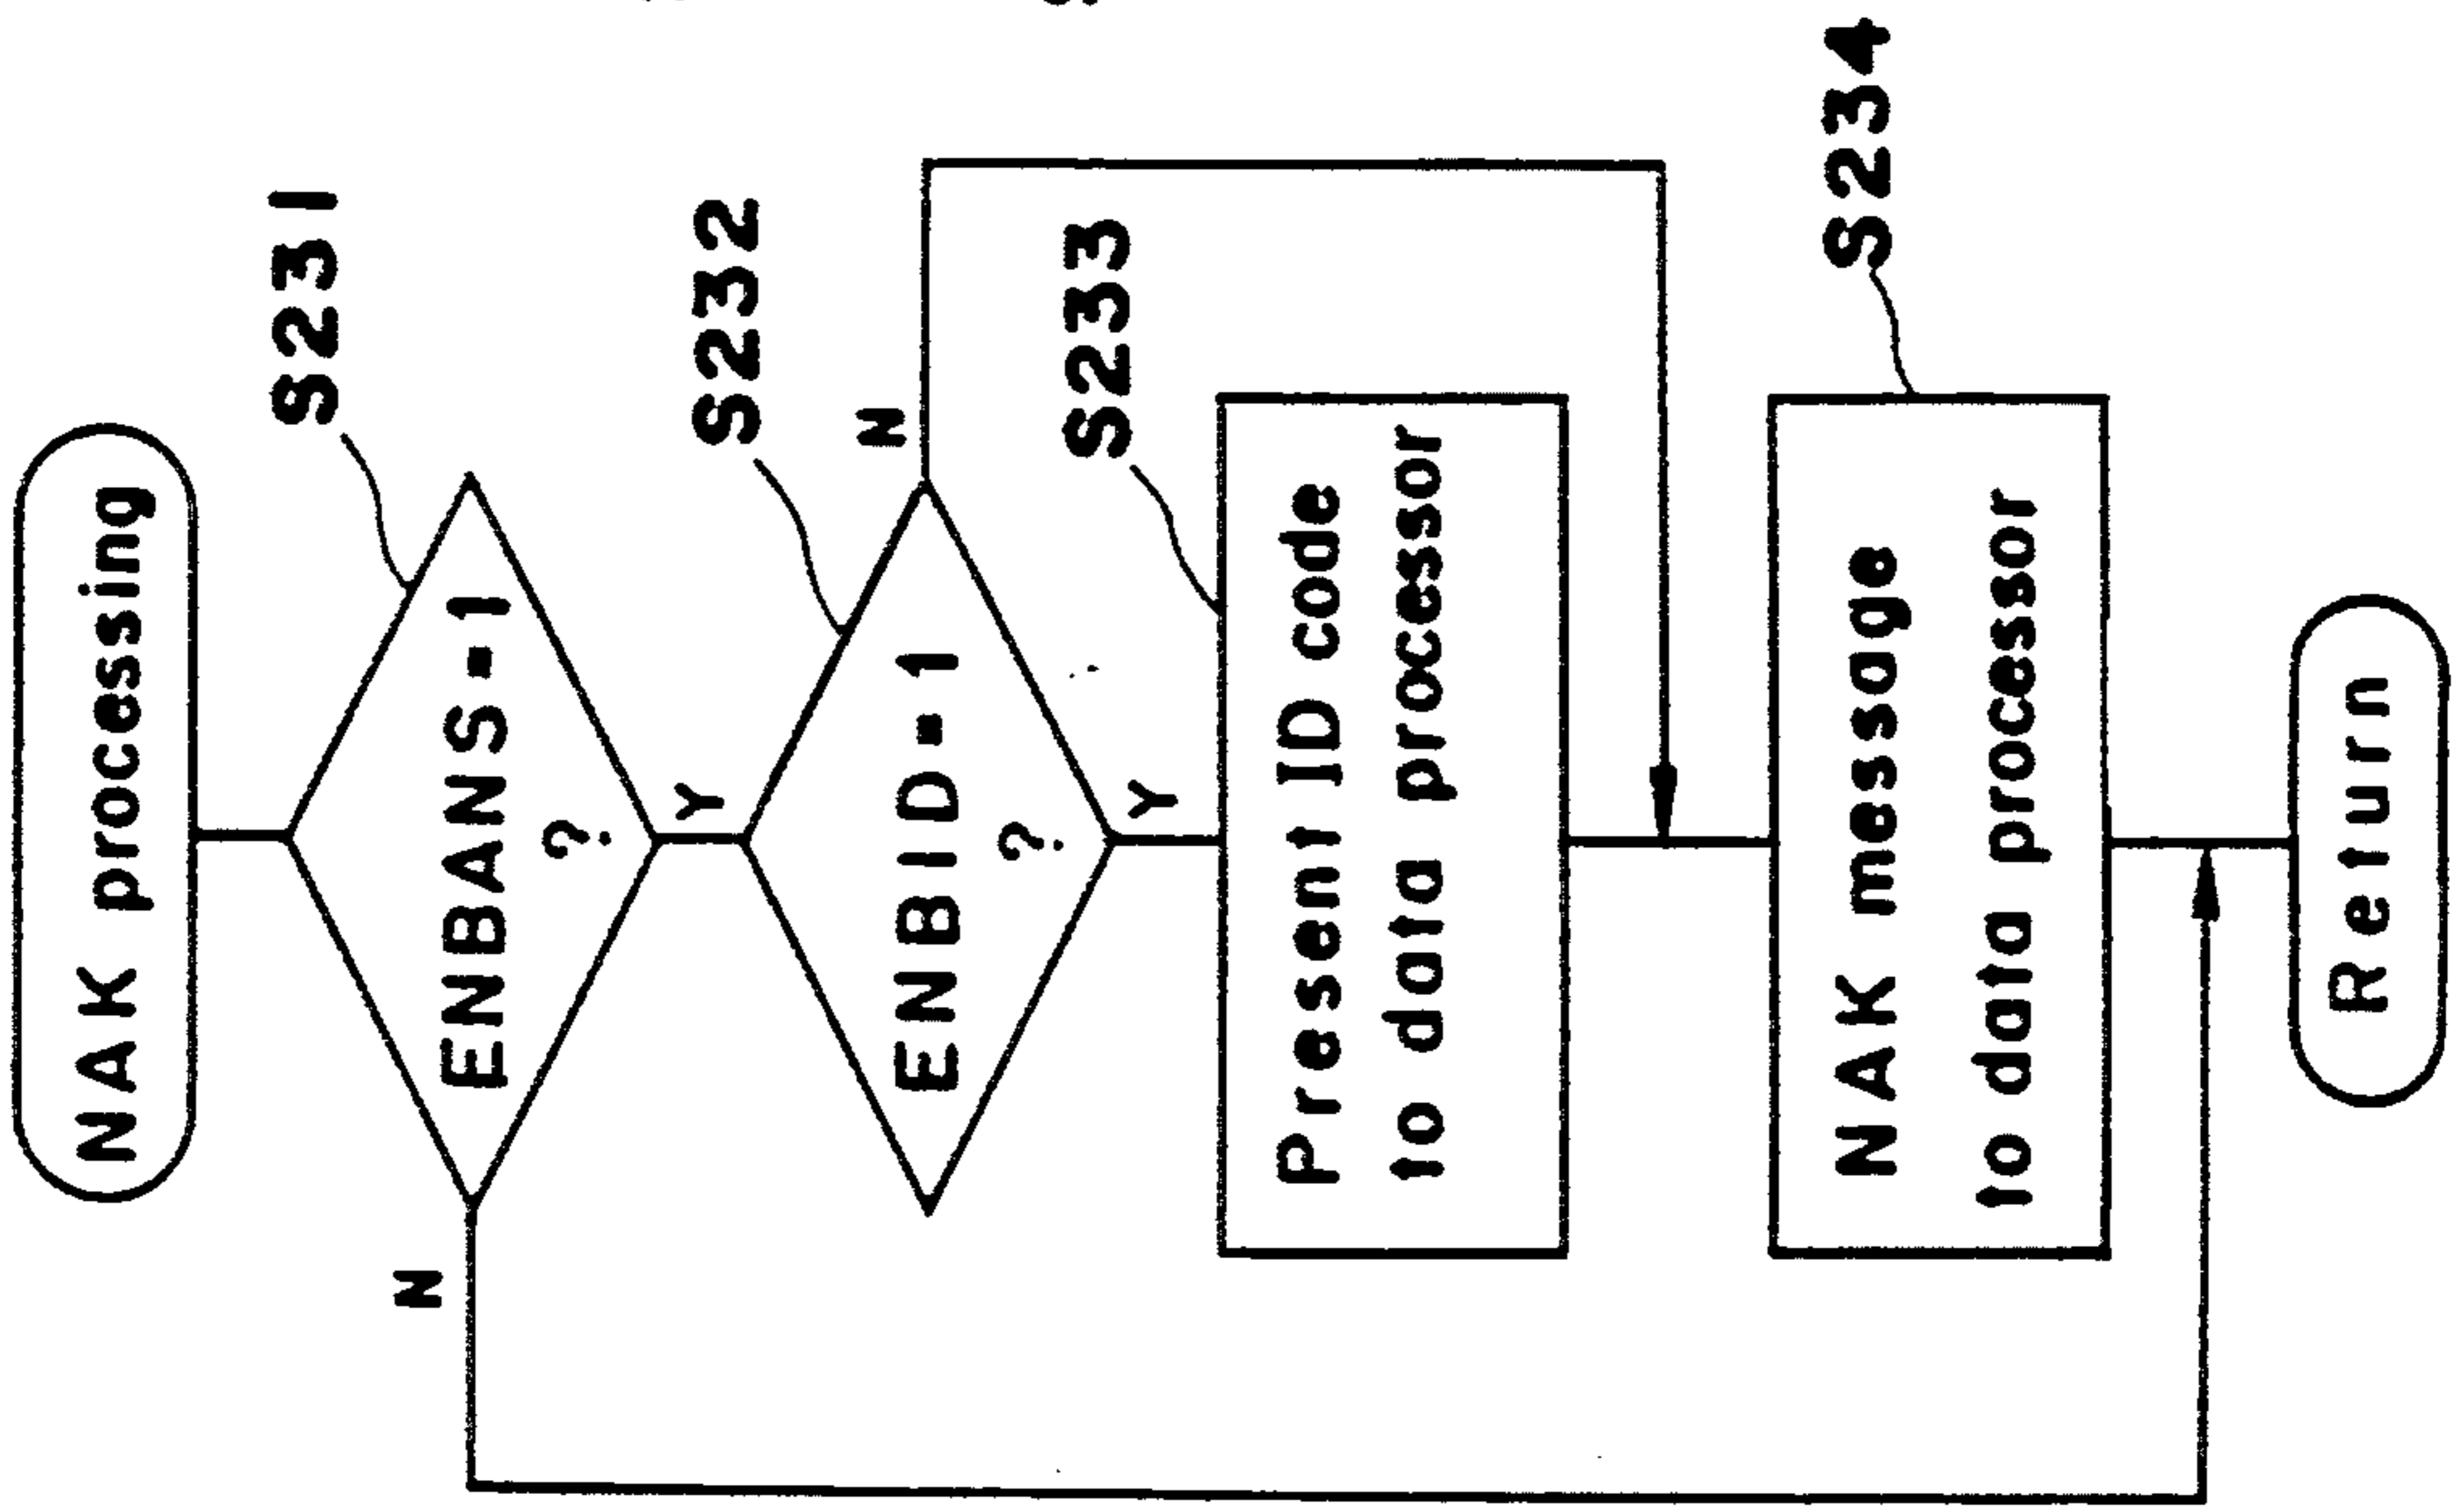 NAK processing
S231
ENBANS=1
?
N
Y
S232
ENBID=1
?
N
Y
S233
Present ID code
to data processor
S234
NAK message
to data processor
Return